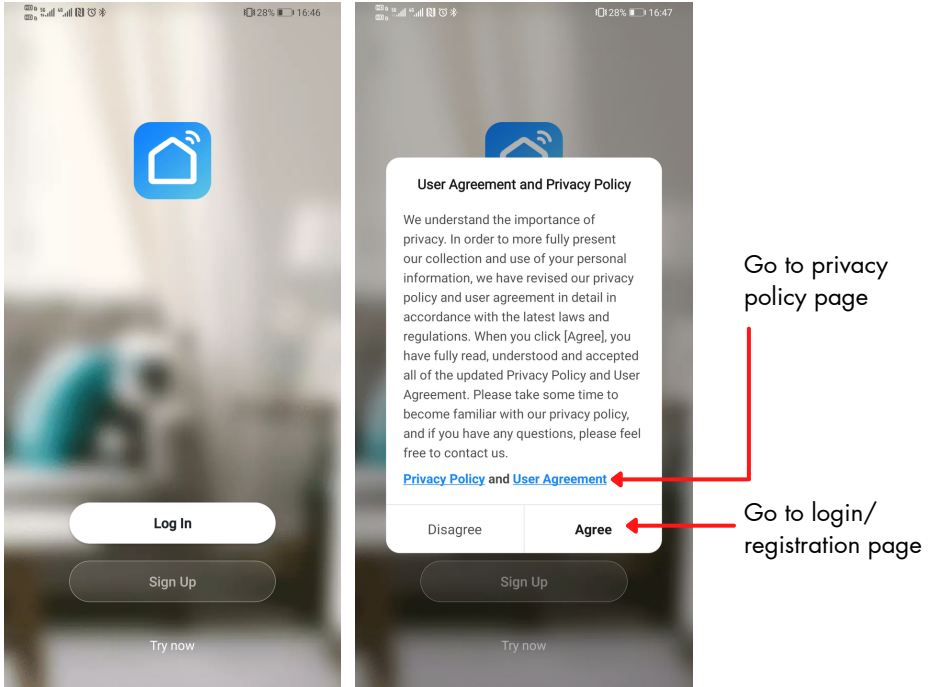 28% 16:46
Log In
Sign Up
Try now
28% 16:47
User Agreement and Privacy Policy
We understand the importance of
privacy. In order to more fully present
our collection and use of your personal
information, we have revised our privacy
policy and user agreement in detail in
accordance with the latest laws and
regulations. When you click [Agree], you
have fully read, understood and accepted
all of the updated Privacy Policy and User
Agreement. Please take some time to
become familiar with our privacy policy,
and if you have any questions, please feel
free to contact us.
Privacy Policy and User Agreement
Disagree
Agree
Sign Up
Try now
Go to privacy
policy page
Go to login/
registration page